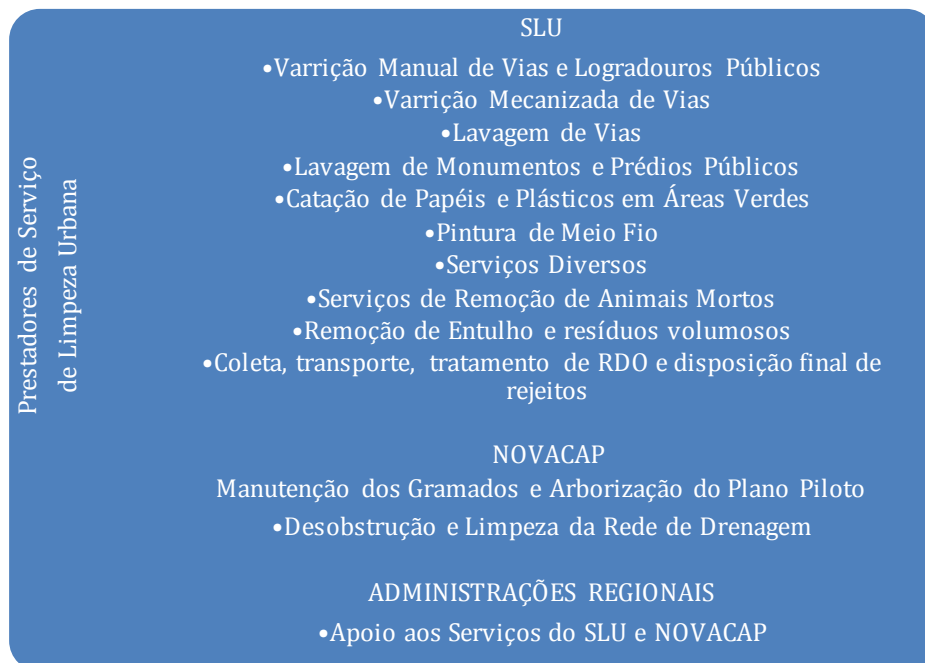 Prestadores de Serviço
de Limpeza Urbana
SLU
•Varrição Manual de Vias e Logradouros Públicos
•Varrição Mecanizada de Vias
•Lavagem de Vias
•Lavagem de Monumentos e Prédios Públicos
•Catação de Papéis e Plásticos em Áreas Verdes
•Pintura de Meio Fio
•Serviços Diversos
•Serviços de Remoção de Animais Mortos
•Remoção de Entulho e resíduos volumosos
•Coleta, transporte, tratamento de RDO e disposição final de
rejeitos
NOVACAP
Manutenção dos Gramados e Arborização do Plano Piloto
•Desobstrução e Limpeza da Rede de Drenagem
ADMINISTRAÇÕES REGIONAIS
•Apoio aos Serviços do SLU e NOVACAP